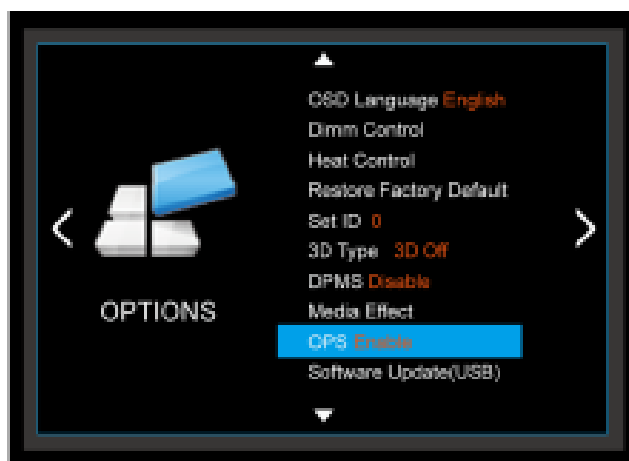 OSD Language English
Dimm Control
Heat Control
Restore Factory Default
Set ID 0
3D Type 3D Off
DPMS Disable
OPTIONS
Media Effect
OPS Enable
Software Update(USB)